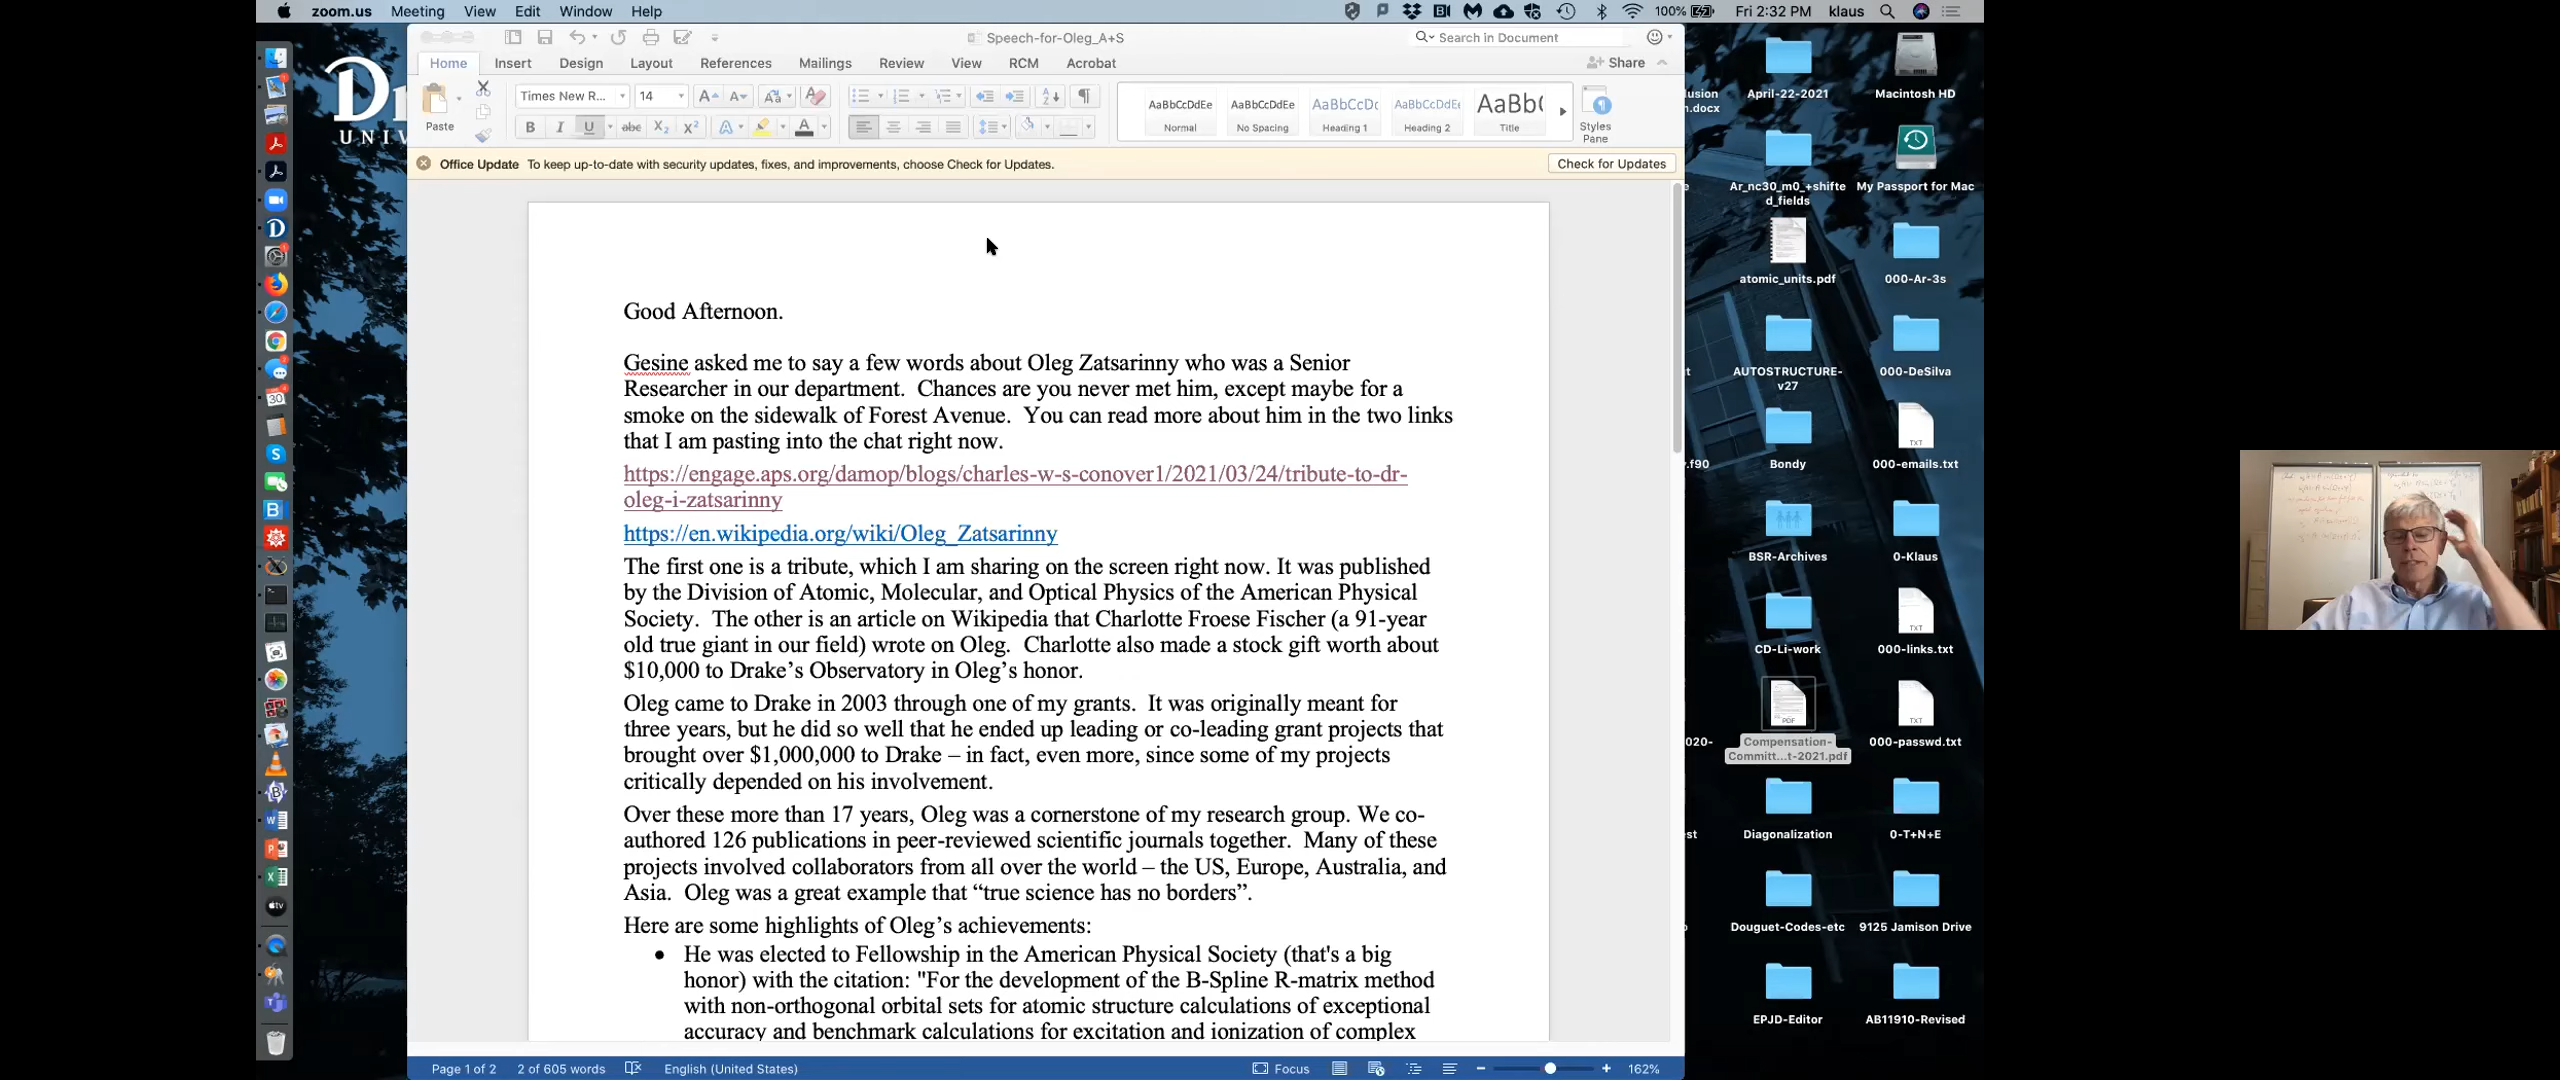 zoom.us Meeting View Edit Window Help
100% Fri 2:32 PM klaus
Speech-for-Oleg_A+S
Search in Document
Home Insert Design Layout References Mailings Review View RCM Acrobat
Share
Paste
Times New R... 14
AaBbCcDdEe AaBbCcDdEe AaBbCcDc AaBbCcDdEe AaBb(
Normal No Spacing Heading 1 Heading 2 Title
Styles
Pane
Office Update To keep up-to-date with security updates, fixes, and improvements, choose Check for Updates.
Check for Updates
Good Afternoon.
Gesine asked me to say a few words about Oleg Zatsarinny who was a Senior
Researcher in our department. Chances are you never met him, except maybe for a
smoke on the sidewalk of Forest Avenue. You can read more about him in the two links
that I am pasting into the chat right now.
https://engage.aps.org/damop/blogs/charles-w-s-conover1/2021/03/24/tribute-to-dr-
oleg-i-zatsarinny
https://en.wikipedia.org/wiki/Oleg_Zatsarinny
The first one is a tribute, which I am sharing on the screen right now. It was published
by the Division of Atomic, Molecular, and Optical Physics of the American Physical
Society. The other is an article on Wikipedia that Charlotte Froese Fischer (a 91-year
old true giant in our field) wrote on Oleg. Charlotte also made a stock gift worth about
$10,000 to Drake’s Observatory in Oleg’s honor.
Oleg came to Drake in 2003 through one of my grants. It was originally meant for
three years, but he did so well that he ended up leading or co-leading grant projects that
brought over $1,000,000 to Drake – in fact, even more, since some of my projects
critically depended on his involvement.
Over these more than 17 years, Oleg was a cornerstone of my research group. We co-
authored 126 publications in peer-reviewed scientific journals together. Many of these
projects involved collaborators from all over the world – the US, Europe, Australia, and
Asia. Oleg was a great example that “true science has no borders”.
Here are some highlights of Oleg’s achievements:
• He was elected to Fellowship in the American Physical Society (that's a big
honor) with the citation: "For the development of the B-Spline R-matrix method
with non-orthogonal orbital sets for atomic structure calculations of exceptional
accuracy and benchmark calculations for excitation and ionization of complex
Page 1 of 2 2 of 605 words English (United States) Focus 162%
April-22-2021 Macintosh HD
Ar_nc30_m0_+shifte
d_fields
My Passport for Mac
atomic_units.pdf 000-Ar-3s
AUTOSTRUCTURE-
v27
000-DeSilva
Bondy 000-emails.txt
BSR-Archives 0-Klaus
CD-Li-work 000-links.txt
Compensation-
Committ...t-2021.pdf
000-passwd.txt
Diagonalization 0-T+N+E
Douguet-Codes-etc 9125 Jamison Drive
EPJD-Editor AB11910-Revised